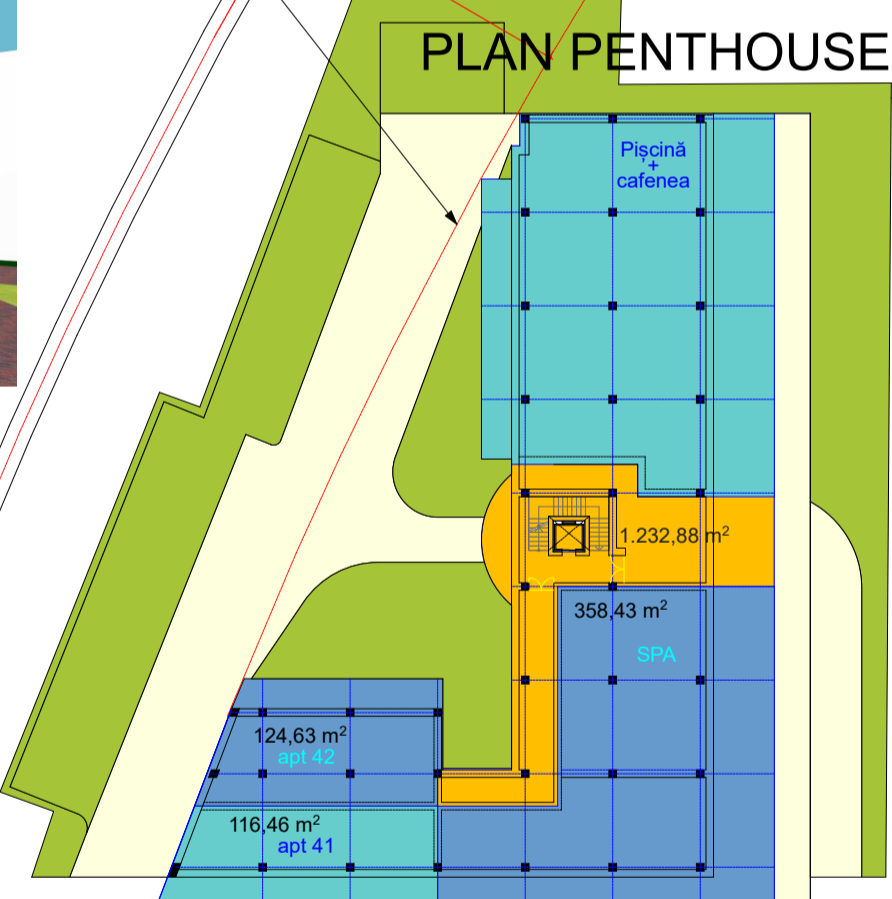 PLAN PENTHOUSE
Pișcină
+
cafenea
1.232,88 m²
358,43 m²
SPA
124,63 m²
apt 42
116,46 m²
apt 41